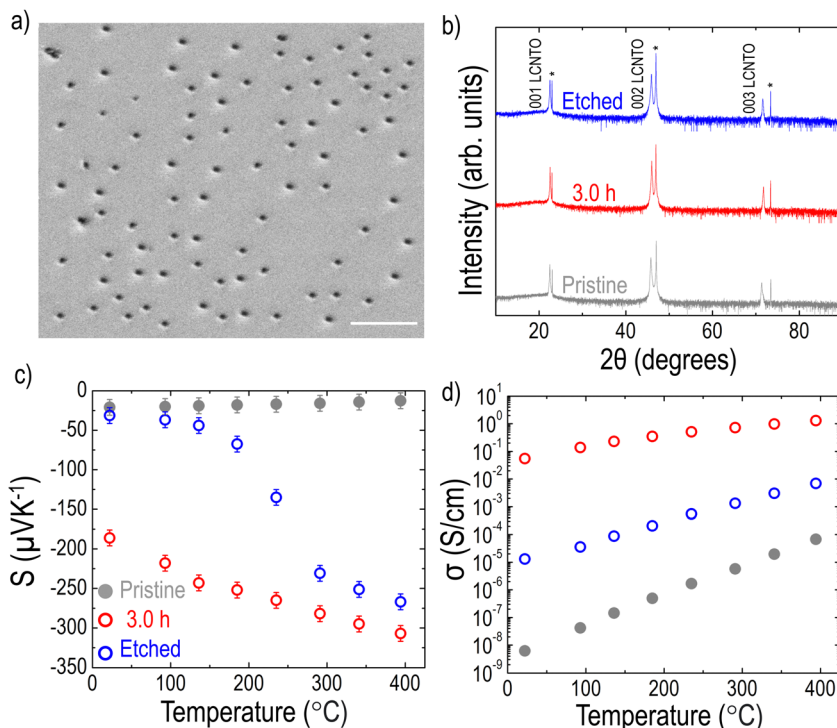 a)
b)
001 LCNTO
*
002 LCNTO
*
003 LCNTO
*
Etched
3.0 h
Pristine
Intensity (arb. units)
20 40 60 80
2θ (degrees)
c)
0
-50
-100
-150
-200
-250
-300
-350
S (μVK⁻¹)
Pristine
3.0 h
Etched
0 100 200 300 400
Temperature (°C)
d)
10¹
10⁰
10⁻¹
10⁻²
10⁻³
10⁻⁴
10⁻⁵
10⁻⁶
10⁻⁷
10⁻⁸
10⁻⁹
σ (S/cm)
0 100 200 300 400
Temperature (°C)